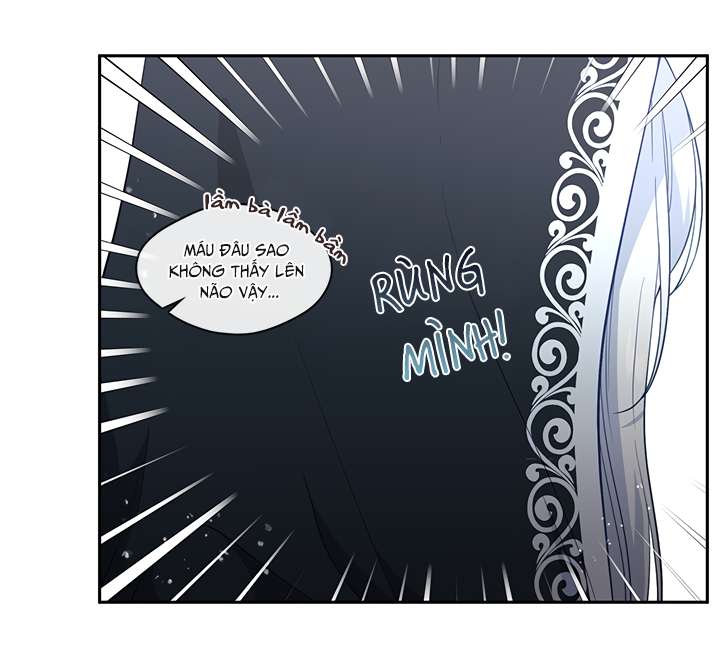 lầm bà lầm bầm
MÁU ĐÂU SAO
KHÔNG THẤY LÊN
NÃO VẬY...
RÙNG
MÌNH!